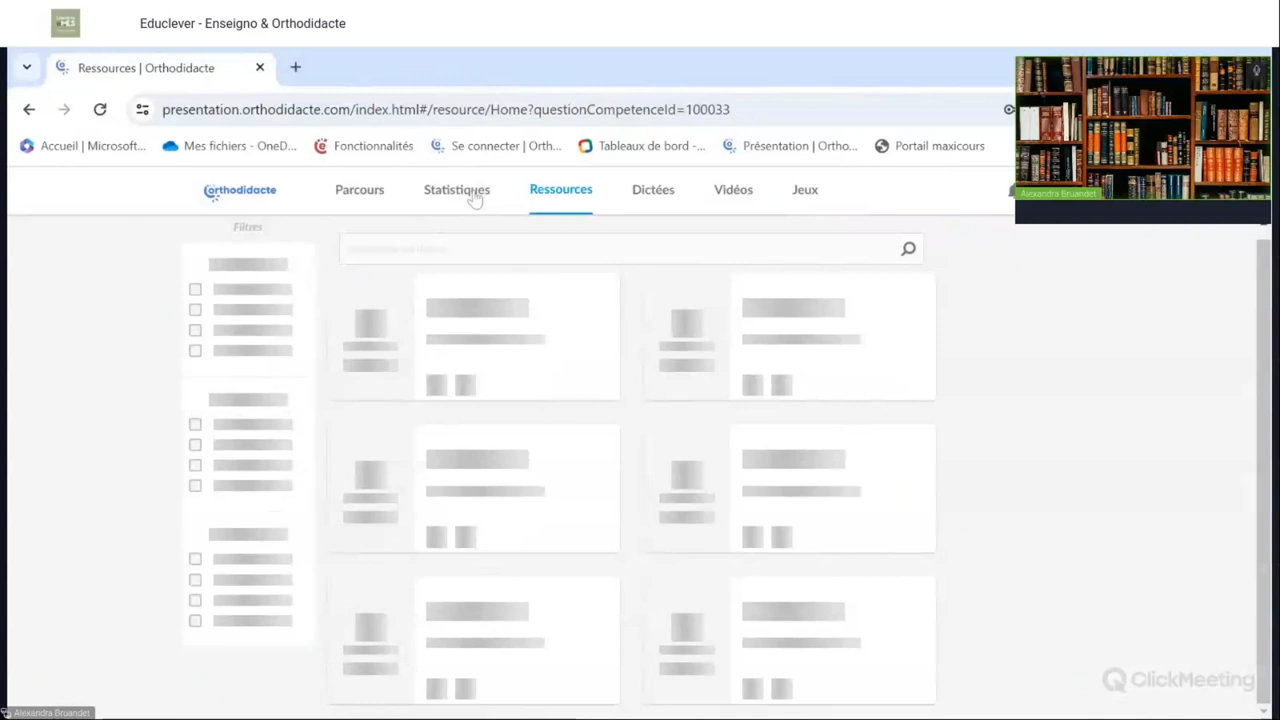 Educlever - Enseigno & Orthodidacte
Ressources | Orthodidacte
presentation.orthodidacte.com/index.html#/resource/Home?questionCompetenceId=100033
Accueil | Microsoft...
Mes fichiers - OneD...
Fonctionnalités
Se connecter | Orth...
Tableaux de bord -...
Présentation | Ortho...
Portail maxicours
Alexandra Bruandet
orthodidacte
Parcours
Statistiques
Ressources
Dictées
Vidéos
Jeux
Filtres
ClickMeeting
Alexandra Bruandet